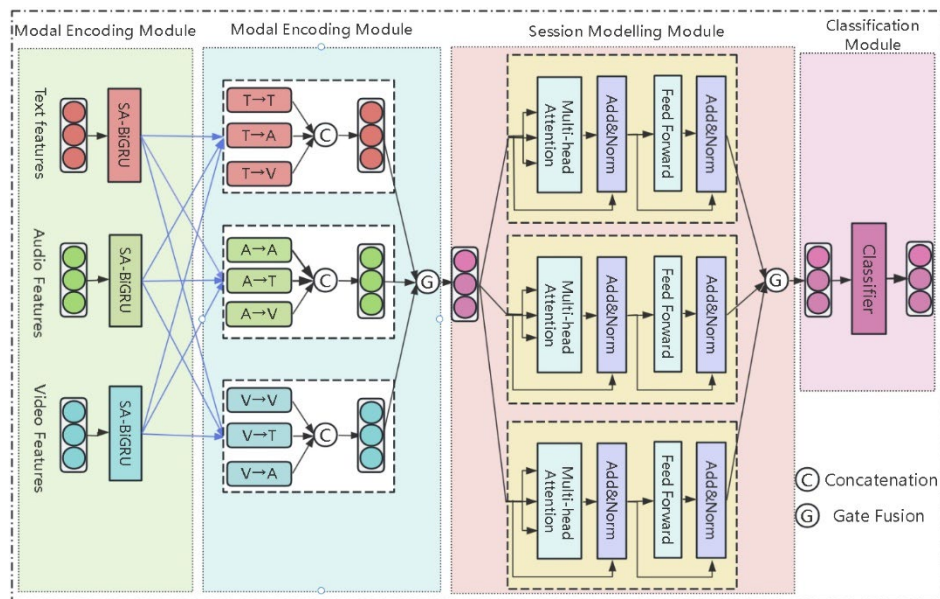 Modal Encoding Module
Modal Encoding Module
Session Modelling Module
Classification
Module
Text features
SA-BiGRU
Audio Features
SA-BiGRU
Video Features
SA-BiGRU
T→T
T→A
T→V
C
A→A
A→T
A→V
C
V→V
V→T
V→A
C
G
Multi-head
Attention
Add&Norm
Feed Forward
Add&Norm
Multi-head
Attention
Add&Norm
Feed Forward
Add&Norm
Multi-head
Attention
Add&Norm
Feed Forward
Add&Norm
G
Classifier
C Concatenation
G Gate Fusion